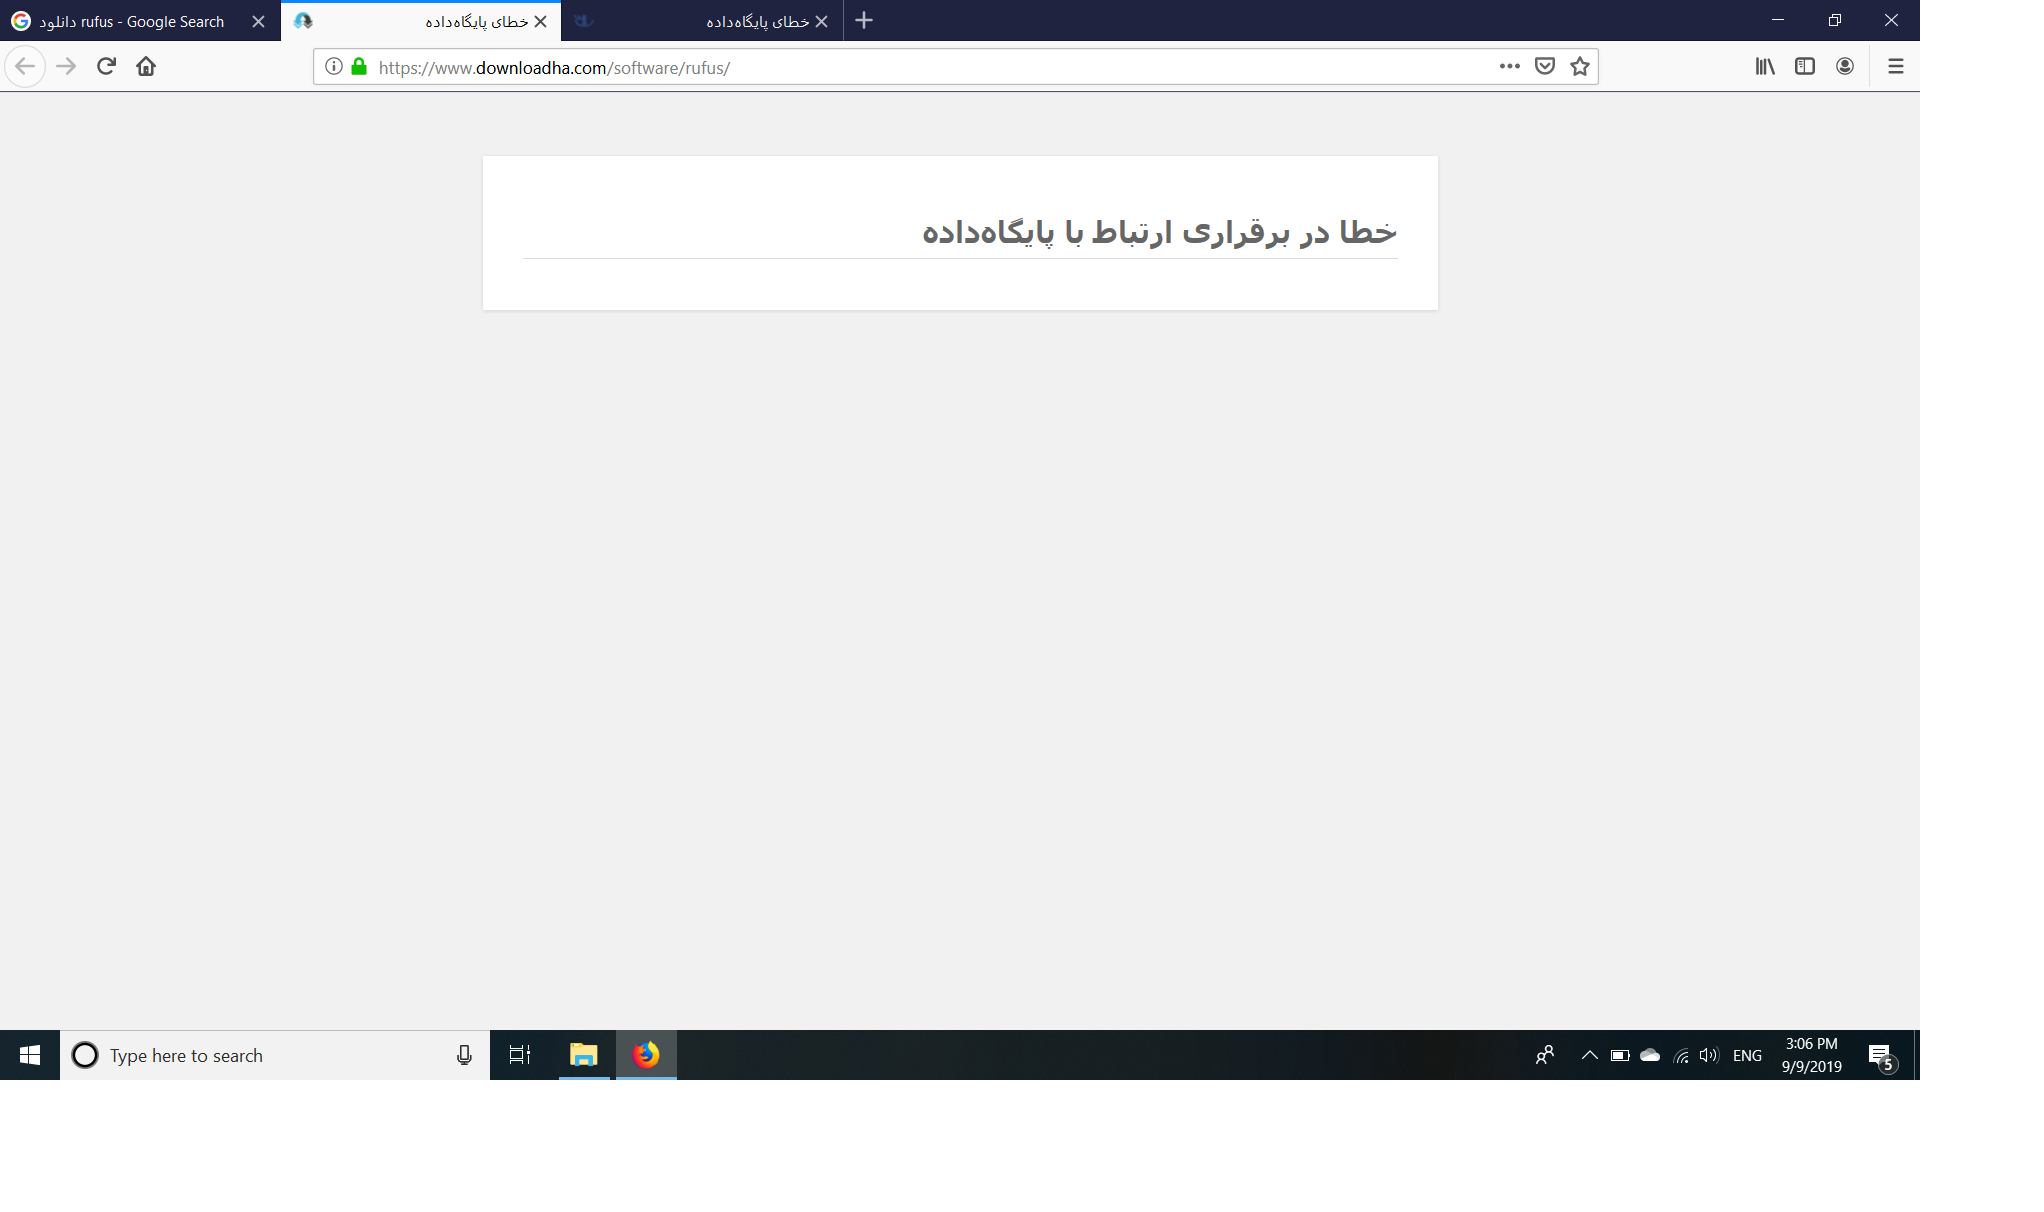 دانلود rufus - Google Search
خطای پایگاه‌داده
خطای پایگاه‌داده
https://www.downloadha.com/software/rufus/
خطا در برقراری ارتباط با پایگاه‌داده
Type here to search
ENG
3:06 PM
9/9/2019
5